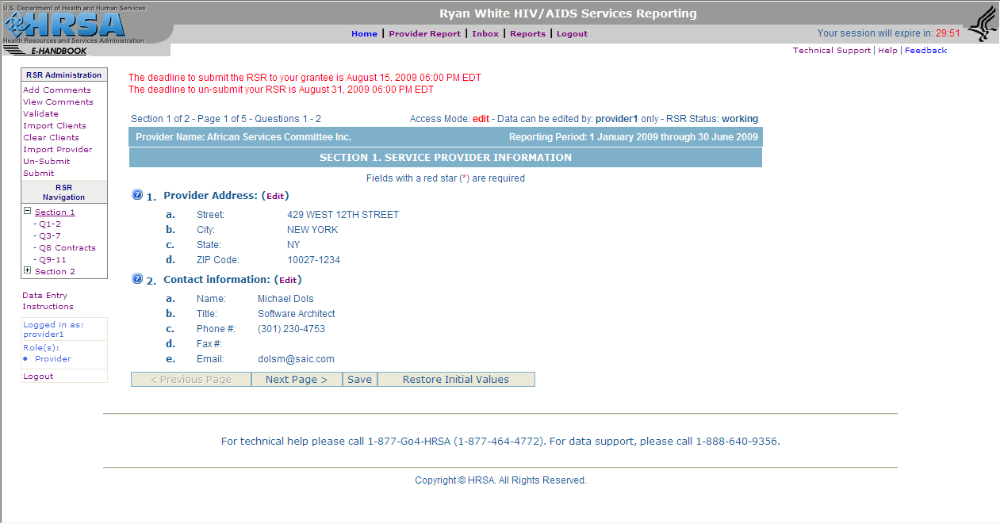 U.S. Department of Health and Human Services
HRSA
Health Resources and Services Administration
E-HANDBOOK
Ryan White HIV/AIDS Services Reporting
Home | Provider Report | Inbox | Reports | Logout
Your session will expire in: 29:51
Technical Support | Help | Feedback
RSR Administration
Add Comments
View Comments
Validate
Import Clients
Clear Clients
Import Provider
Un-Submit
Submit
RSR
Navigation
Section 1
- Q1-2
- Q3-7
- Q8 Contracts
- Q9-11
Section 2
Data Entry
Instructions
Logged in as:
provider1
Role(s):
Provider
Logout
The deadline to submit the RSR to your grantee is August 15, 2009 06:00 PM EDT
The deadline to un-submit your RSR is August 31, 2009 06:00 PM EDT
Section 1 of 2 - Page 1 of 5 - Questions 1 - 2
Access Mode: edit - Data can be edited by: provider1 only - RSR Status: working
Provider Name: African Services Committee Inc.
Reporting Period: 1 January 2009 through 30 June 2009
SECTION 1. SERVICE PROVIDER INFORMATION
Fields with a red star (*) are required
1. Provider Address: (Edit)
a. Street: 429 WEST 12TH STREET
b. City: NEW YORK
c. State: NY
d. ZIP Code: 10027-1234
2. Contact information: (Edit)
a. Name: Michael Dols
b. Title: Software Architect
c. Phone #: (301) 230-4753
d. Fax #:
e. Email: dolsm@saic.com
< Previous Page Next Page > Save Restore Initial Values
For technical help please call 1-877-Go4-HRSA (1-877-464-4772). For data support, please call 1-888-640-9356.
Copyright © HRSA. All Rights Reserved.